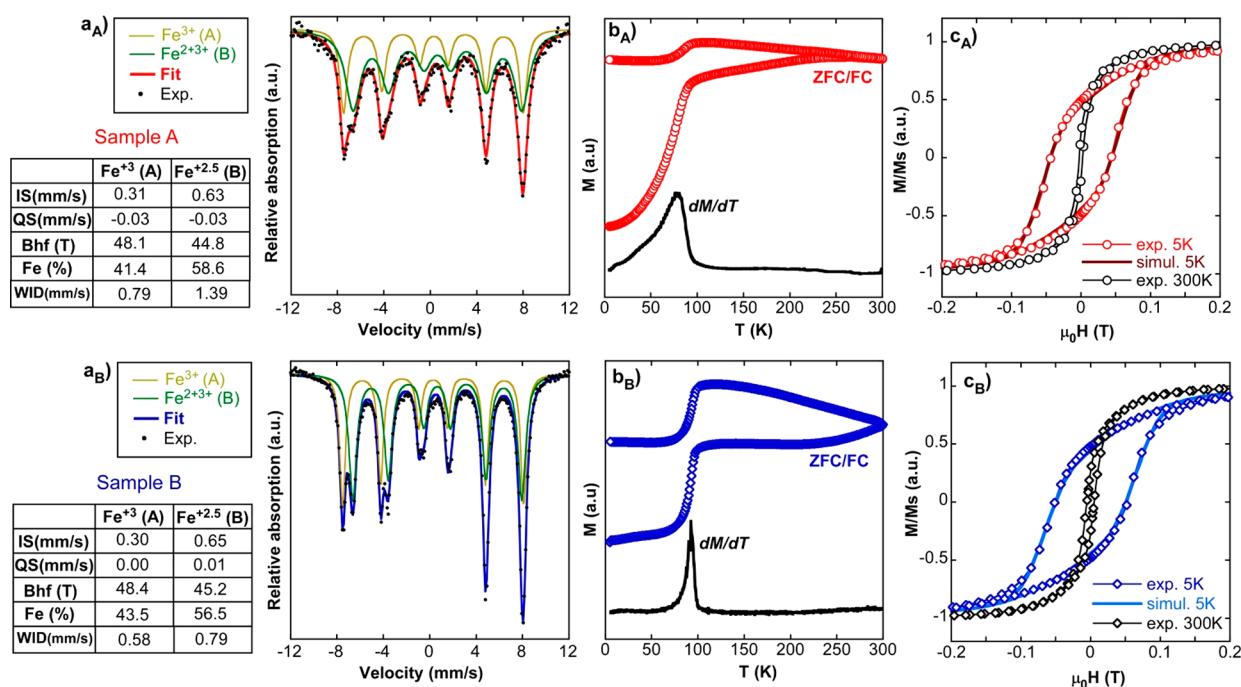 a_A)
Fe³⁺ (A)
Fe²⁺³⁺ (B)
Fit
Exp.
Sample A
Fe⁺³ (A) Fe⁺²·⁵ (B)
IS(mm/s) 0.31 0.63
QS(mm/s) -0.03 -0.03
Bhf (T) 48.1 44.8
Fe (%) 41.4 58.6
WID(mm/s) 0.79 1.39
Relative absorption (a.u.)
-12 -8 -4 0 4 8 12
Velocity (mm/s)
b_A)
ZFC/FC
dM/dT
M (a.u)
0 50 100 150 200 250 300
T (K)
c_A)
M/Ms (a.u.)
1
0.5
0
-0.5
-1
exp. 5K
simul. 5K
exp. 300K
-0.2 -0.1 0 0.1 0.2
μ₀H (T)
a_B)
Fe³⁺ (A)
Fe²⁺³⁺ (B)
Fit
Exp.
Sample B
Fe⁺³ (A) Fe⁺²·⁵ (B)
IS(mm/s) 0.30 0.65
QS(mm/s) 0.00 0.01
Bhf (T) 48.4 45.2
Fe (%) 43.5 56.5
WID(mm/s) 0.58 0.79
Relative absorption (a.u.)
-12 -8 -4 0 4 8 12
Velocity (mm/s)
b_B)
ZFC/FC
dM/dT
M (a.u)
0 50 100 150 200 250 300
T (K)
c_B)
M/Ms (a.u.)
1
0.5
0
-0.5
-1
exp. 5K
simul. 5K
exp. 300K
-0.2 -0.1 0 0.1 0.2
μ₀H (T)